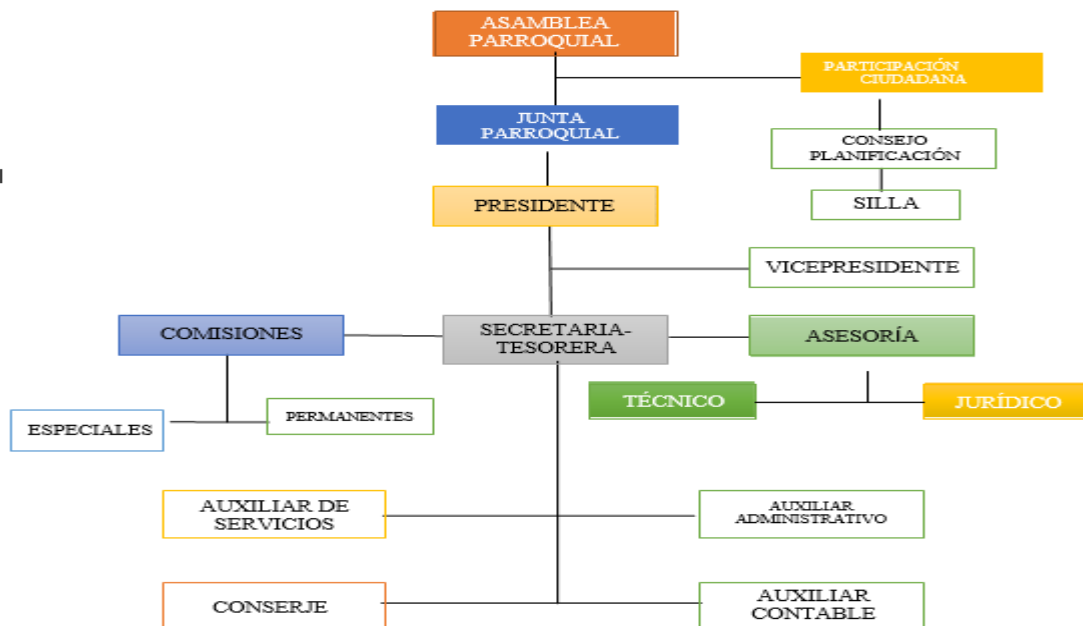 ASAMBLEA
PARROQUIAL
PARTICIPACIÓN
CIUDADANA
JUNTA
PARROQUIAL
CONSEJO
PLANIFICACIÓN
PRESIDENTE
SILLA
VICEPRESIDENTE
COMISIONES
SECRETARIA-
TESORERA
ASESORÍA
TÉCNICO
JURÍDICO
ESPECIALES
PERMANENTES
AUXILIAR DE
SERVICIOS
AUXILIAR
ADMINISTRATIVO
CONSERJE
AUXILIAR
CONTABLE